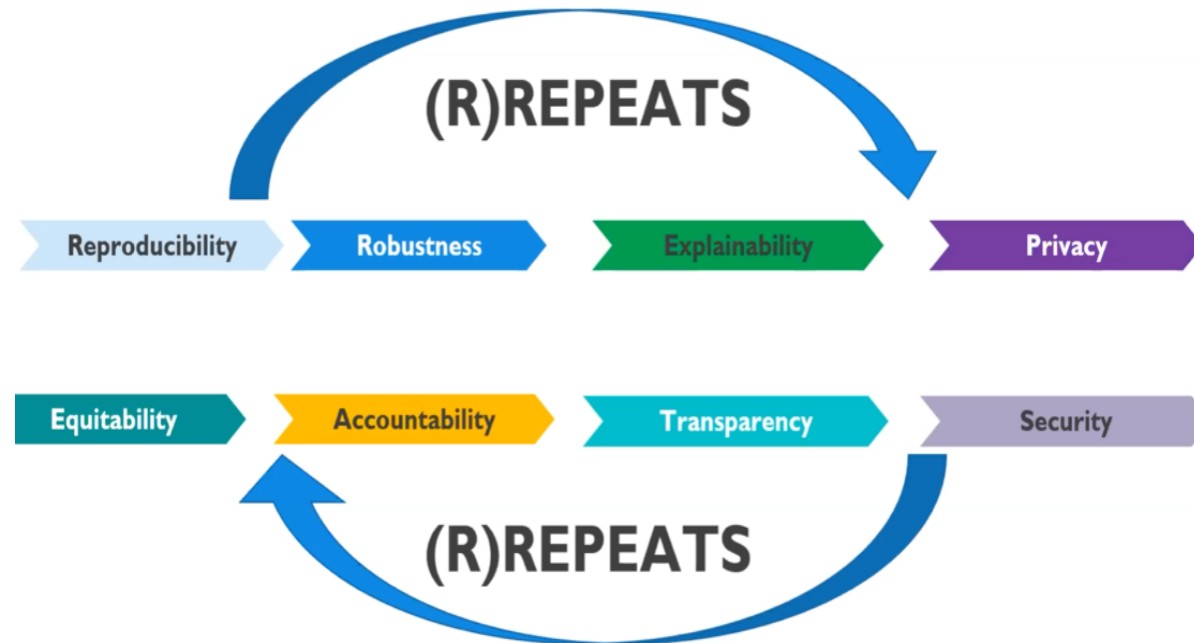 (R)REPEATS
Reproducibility Robustness Explainability Privacy
Equitability Accountability Transparency Security
(R)REPEATS